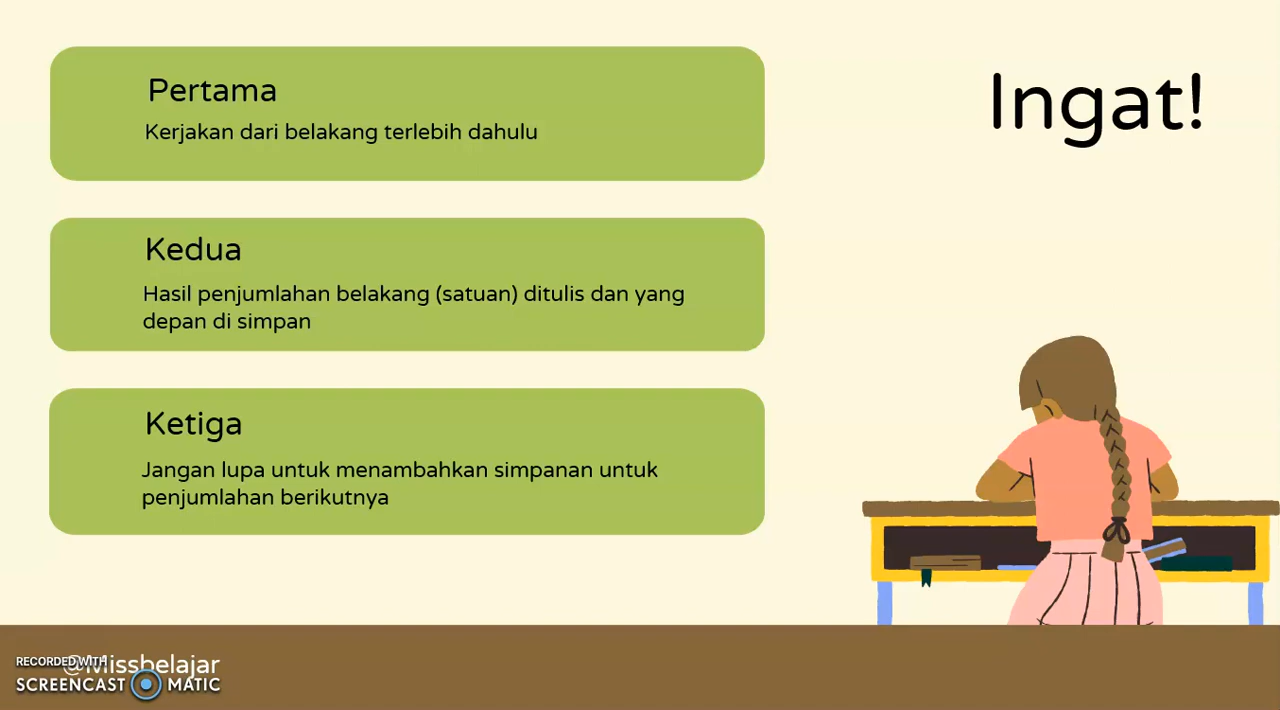 Ingat!
Pertama
Kerjakan dari belakang terlebih dahulu
Kedua
Hasil penjumlahan belakang (satuan) ditulis dan yang
depan di simpan
Ketiga
Jangan lupa untuk menambahkan simpanan untuk
penjumlahan berikutnya
@Missbelajar
RECORDED WITH
SCREENCAST MATIC